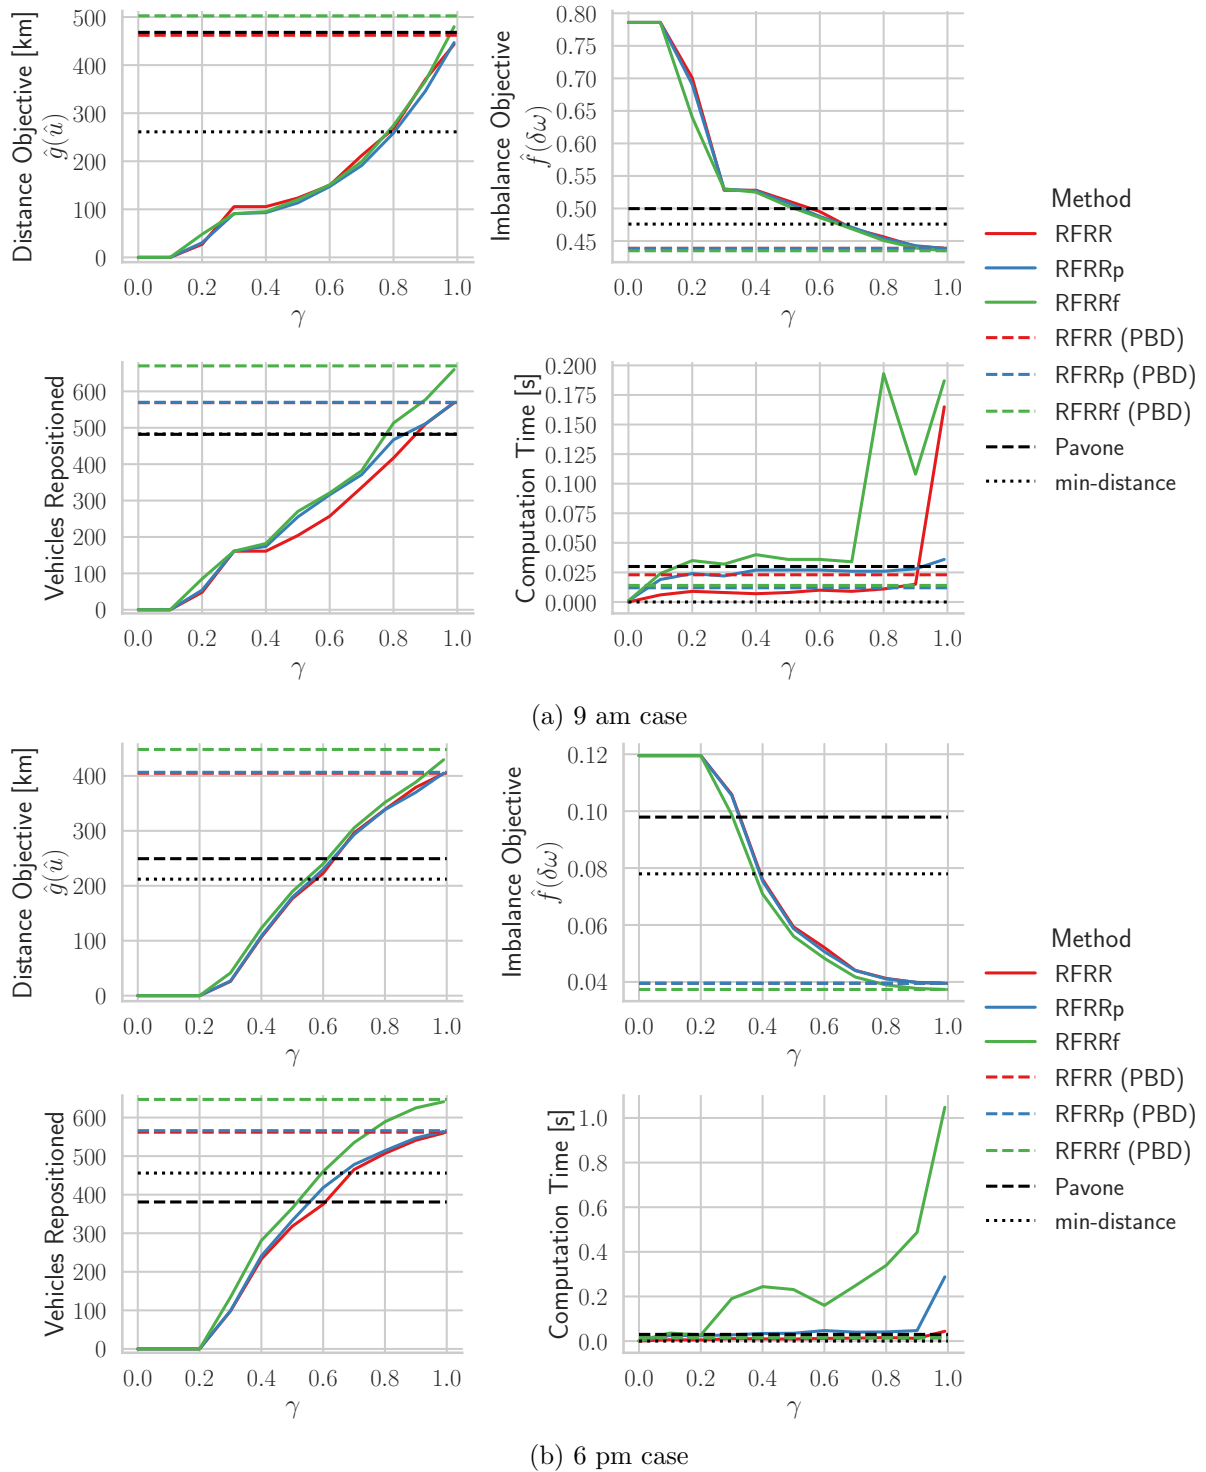 Distance Objective [km]
ĝ(û)
500
400
300
200
100
0
0.0 0.2 0.4 0.6 0.8 1.0
γ
Imbalance Objective
f̂(δω)
0.80
0.75
0.70
0.65
0.60
0.55
0.50
0.45
0.0 0.2 0.4 0.6 0.8 1.0
γ
Vehicles Repositioned
600
500
400
300
200
100
0
0.0 0.2 0.4 0.6 0.8 1.0
γ
Computation Time [s]
0.200
0.175
0.150
0.125
0.100
0.075
0.050
0.025
0.000
0.0 0.2 0.4 0.6 0.8 1.0
γ
Method
RFRR
RFRRp
RFRRf
RFRR (PBD)
RFRRp (PBD)
RFRRf (PBD)
Pavone
min-distance
(a) 9 am case
Distance Objective [km]
ĝ(û)
400
300
200
100
0
0.0 0.2 0.4 0.6 0.8 1.0
γ
Imbalance Objective
f̂(δω)
0.12
0.10
0.08
0.06
0.04
0.0 0.2 0.4 0.6 0.8 1.0
γ
Vehicles Repositioned
600
500
400
300
200
100
0
0.0 0.2 0.4 0.6 0.8 1.0
γ
Computation Time [s]
1.0
0.8
0.6
0.4
0.2
0.0
0.0 0.2 0.4 0.6 0.8 1.0
γ
Method
RFRR
RFRRp
RFRRf
RFRR (PBD)
RFRRp (PBD)
RFRRf (PBD)
Pavone
min-distance
(b) 6 pm case